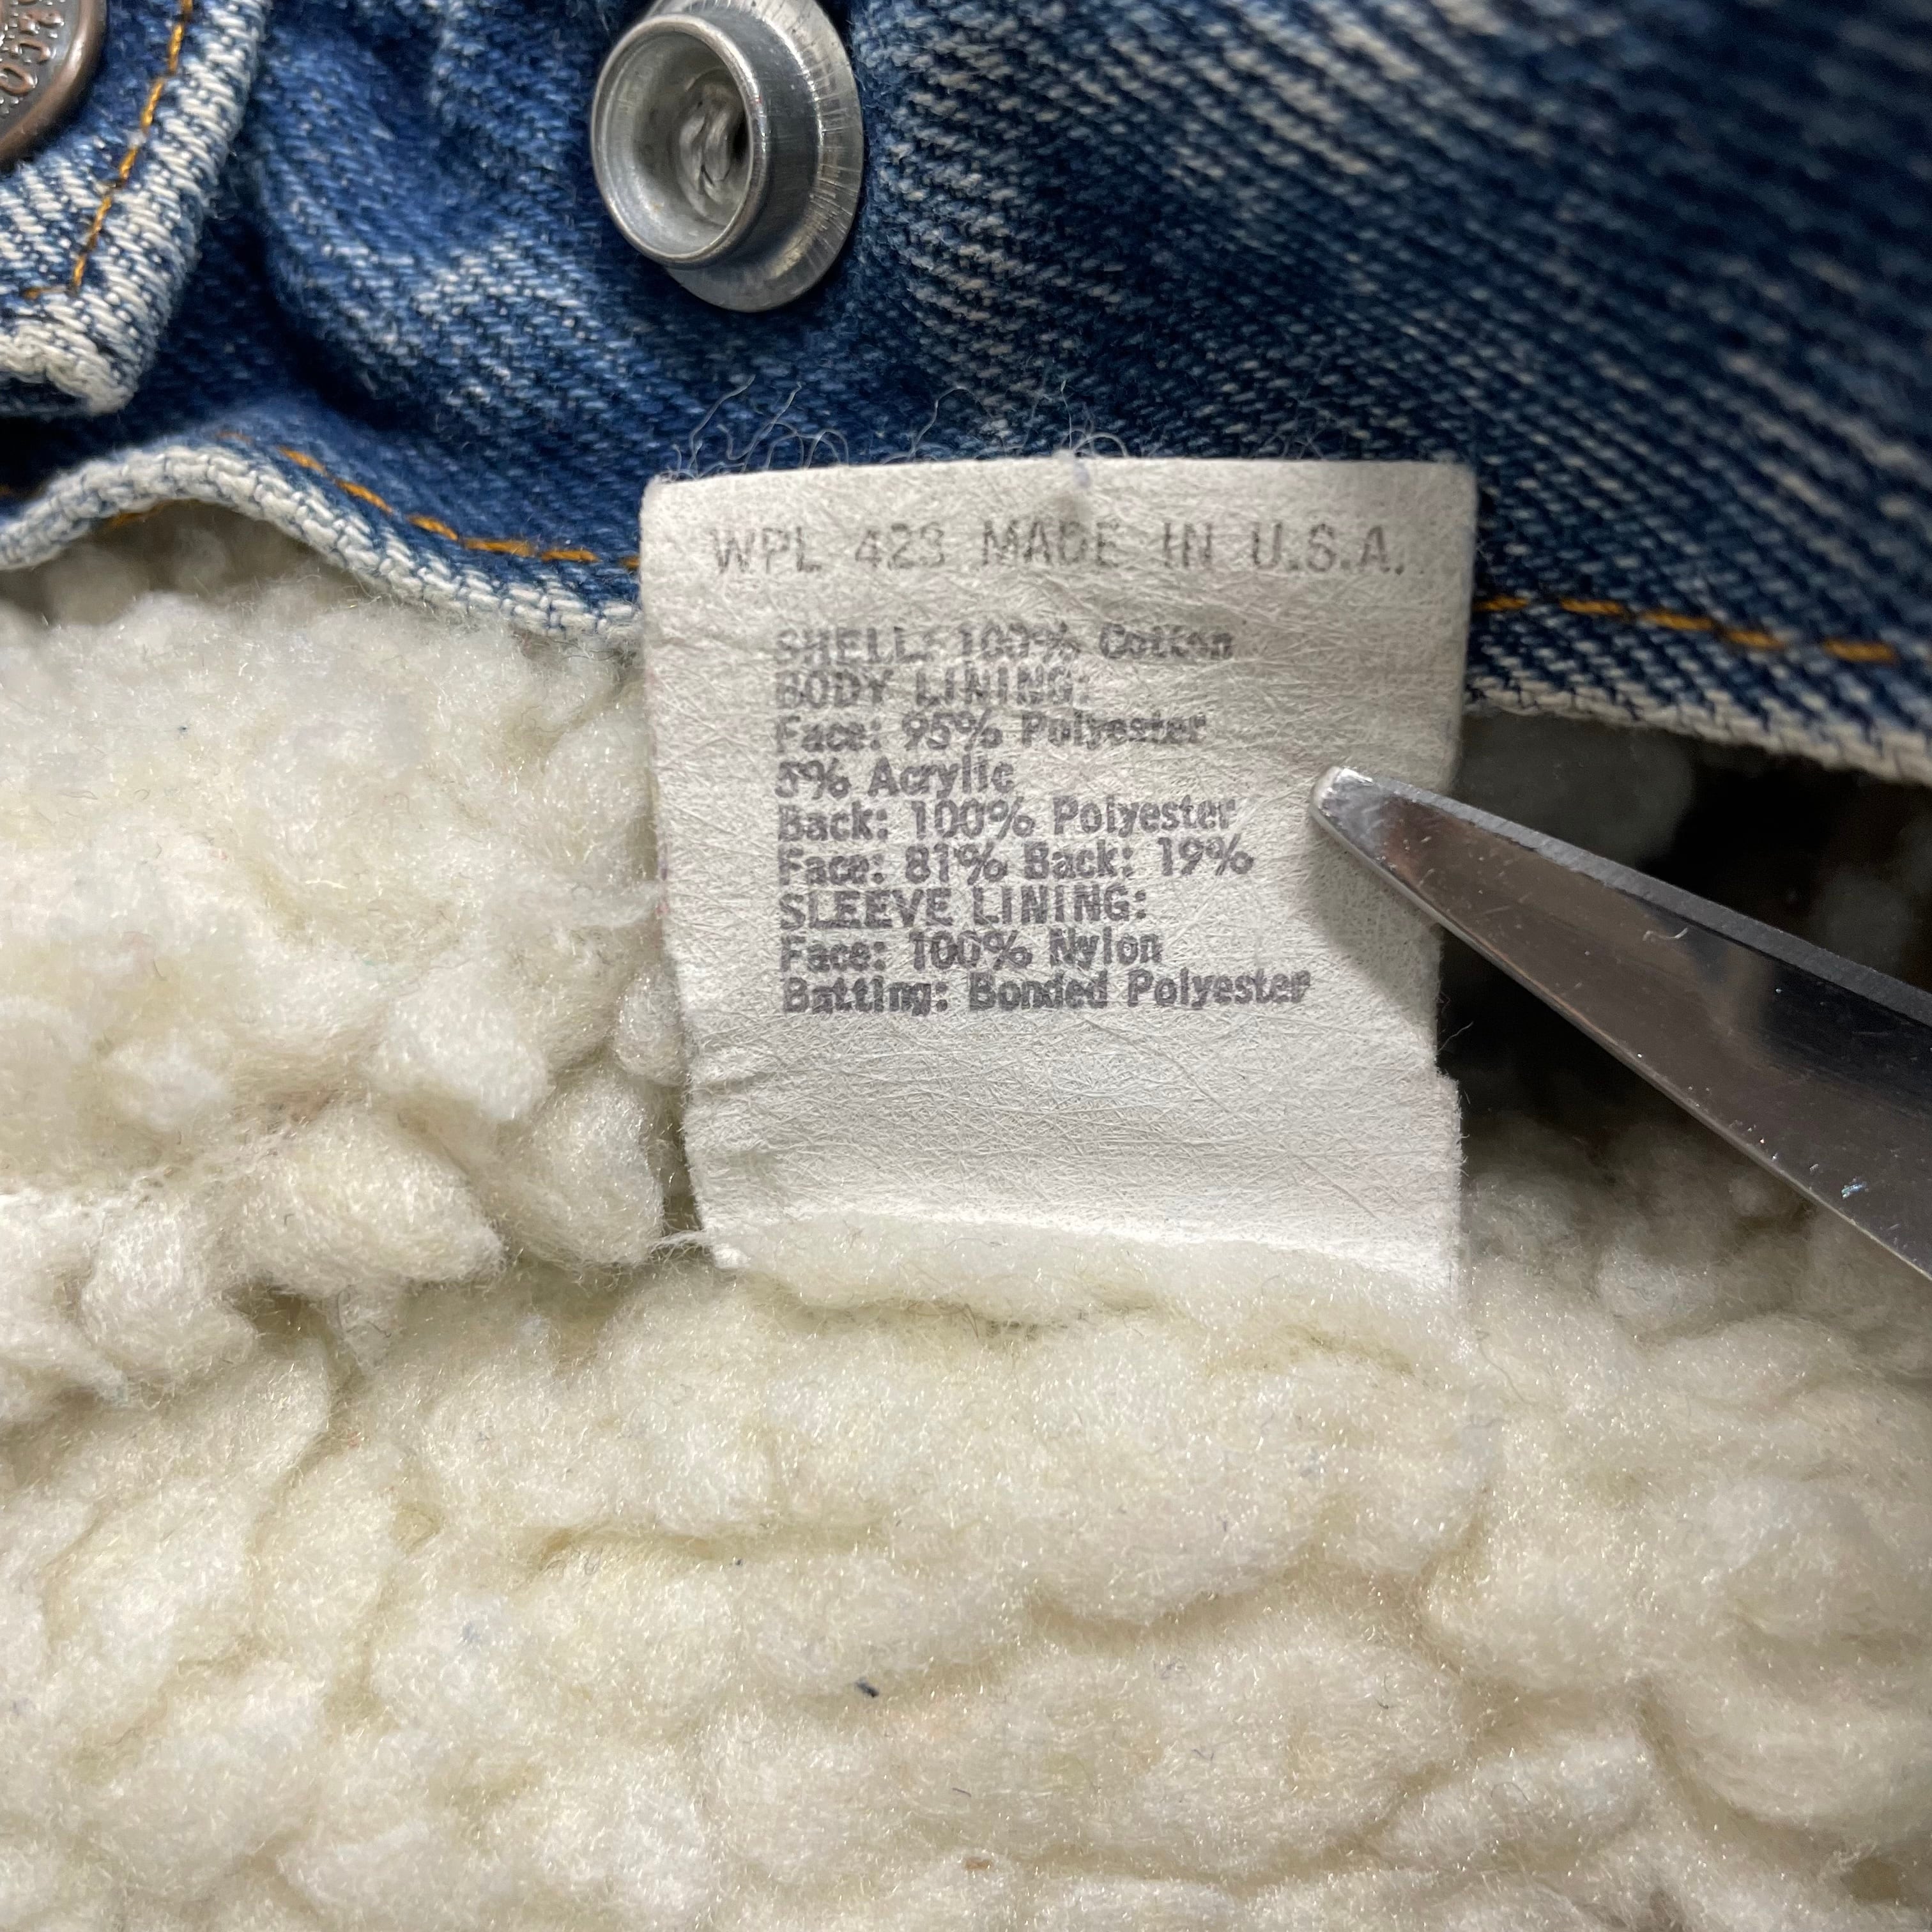 WPL 423 MADE IN U.S.A.
SHELL: 100% Cotton
BODY LINING:
Face: 95% Polyester
5% Acrylic
Back: 100% Polyester
Face: 81% Back: 19%
SLEEVE LINING:
Face: 100% Nylon
Batting: Bonded Polyester